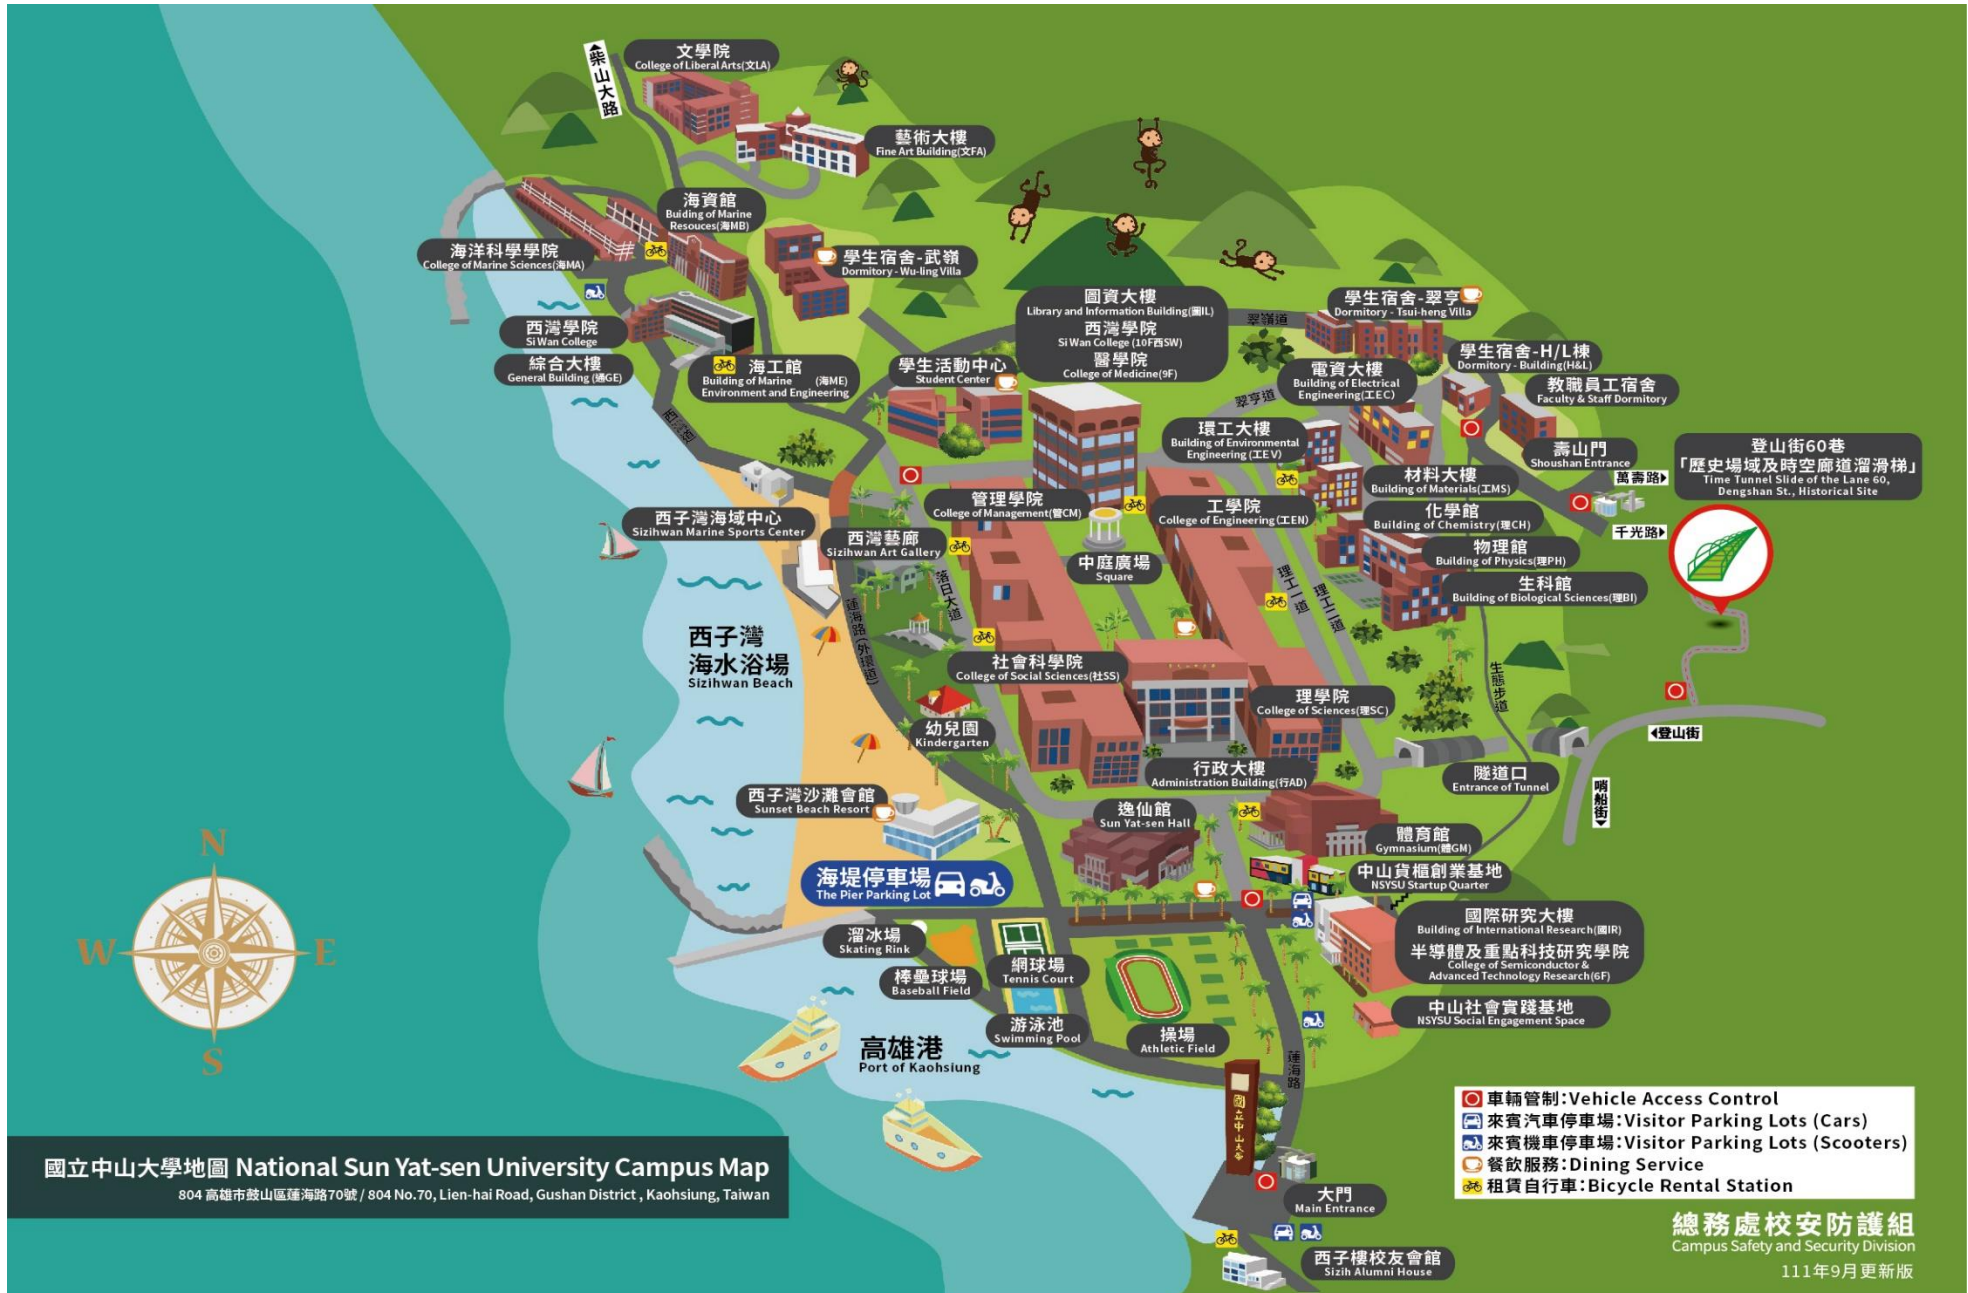 柴山大路
文學院
College of Liberal Arts(文LA)
藝術大樓
Fine Art Building(文FA)
海資館
Buiding of Marine
Resouces(海MB)
海洋科學學院
College of Marine Sciences(海MA)
學生宿舍-武嶺
Dormitory - Wu-ling Villa
西灣學院
Si Wan College
綜合大樓
General Building (通GE)
海工館
Building of Marine (海ME)
Environment and Engineering
學生活動中心
Student Center
圖資大樓
Library and Information Building(圖IL)
西灣學院
Si Wan College (10F西SW)
醫學院
College of Medicine(9F)
翠嶺道
學生宿舍-翠亨
Dormitory - Tsui-heng Villa
學生宿舍-H/L棟
Dormitory - Building(H&L)
電資大樓
Building of Electrical
Engineering(工EC)
教職員工宿舍
Faculty & Staff Dormitory
翠亨道
環工大樓
Building of Environmental
Engineering (工EV)
壽山門
Shoushan Entrance
萬壽路
千光路
登山街60巷
「歷史場域及時空廊道溜滑梯」
Time Tunnel Slide of the Lane 60,
Dengshan St., Historical Site
材料大樓
Building of Materials(工MS)
管理學院
College of Management(管CM)
工學院
College of Engineering(工EN)
化學館
Building of Chemistry(理CH)
西子灣海域中心
Sizihwan Marine Sports Center
西灣藝廊
Sizihwan Art Gallery
中庭廣場
Square
物理館
Building of Physics(理PH)
生科館
Building of Biological Sciences(理BI)
落日大道
理工一道
理工二道
蓮海路(外環道)
西子灣
海水浴場
Sizihwan Beach
社會科學院
College of Social Sciences(社SS)
理學院
College of Sciences(理SC)
生態步道
幼兒園
Kindergarten
登山街
行政大樓
Administration Building(行AD)
隧道口
Entrance of Tunnel
哨船街
西子灣沙灘會館
Sunset Beach Resort
逸仙館
Sun Yat-sen Hall
體育館
Gymnasium(體GM)
海堤停車場
The Pier Parking Lot
中山貨櫃創業基地
NSYSU Startup Quarter
溜冰場
Skating Rink
國際研究大樓
Building of International Research(國IR)
半導體及重點科技研究學院
College of Semiconductor &
Advanced Technology Research(6F)
棒壘球場
Baseball Field
網球場
Tennis Court
游泳池
Swimming Pool
操場
Athletic Field
中山社會實踐基地
NSYSU Social Engagement Space
高雄港
Port of Kaohsiung
蓮海路
國立中山大學
大門
Main Entrance
西子樓校友會館
Sizih Alumni House
N
W
E
S
國立中山大學地圖 National Sun Yat-sen University Campus Map
804 高雄市鼓山區蓮海路70號 / 804 No.70, Lien-hai Road, Gushan District , Kaohsiung, Taiwan
車輛管制:Vehicle Access Control
來賓汽車停車場:Visitor Parking Lots (Cars)
來賓機車停車場:Visitor Parking Lots (Scooters)
餐飲服務:Dining Service
租賃自行車:Bicycle Rental Station
總務處校安防護組
Campus Safety and Security Division
111年9月更新版